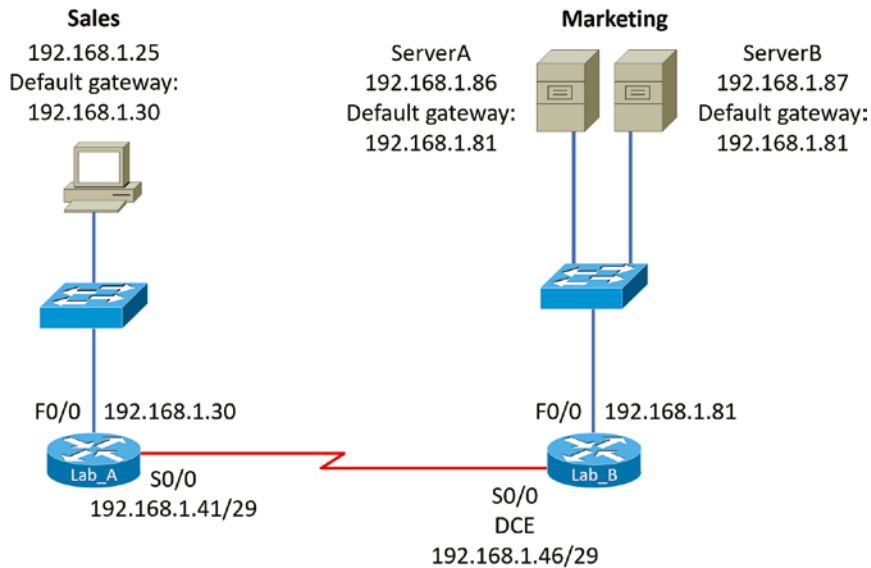 Sales
192.168.1.25
Default gateway:
192.168.1.30
Marketing
ServerA
192.168.1.86
Default gateway:
192.168.1.81
ServerB
192.168.1.87
Default gateway:
192.168.1.81
F0/0 192.168.1.30
Lab_A
S0/0
192.168.1.41/29
F0/0 192.168.1.81
Lab_B
S0/0
DCE
192.168.1.46/29